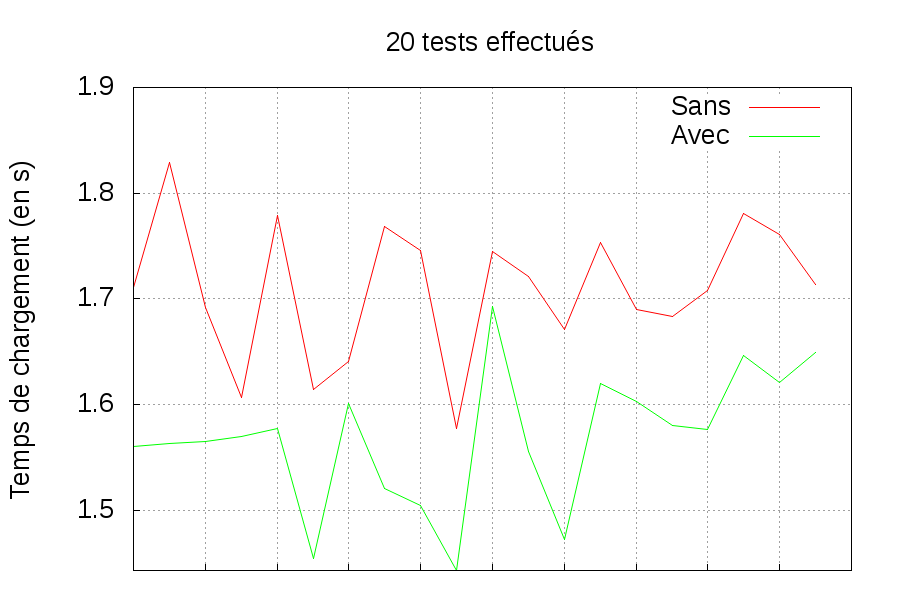 20 tests effectués
Sans
Avec
Temps de chargement (en s)
1.9
1.8
1.7
1.6
1.5